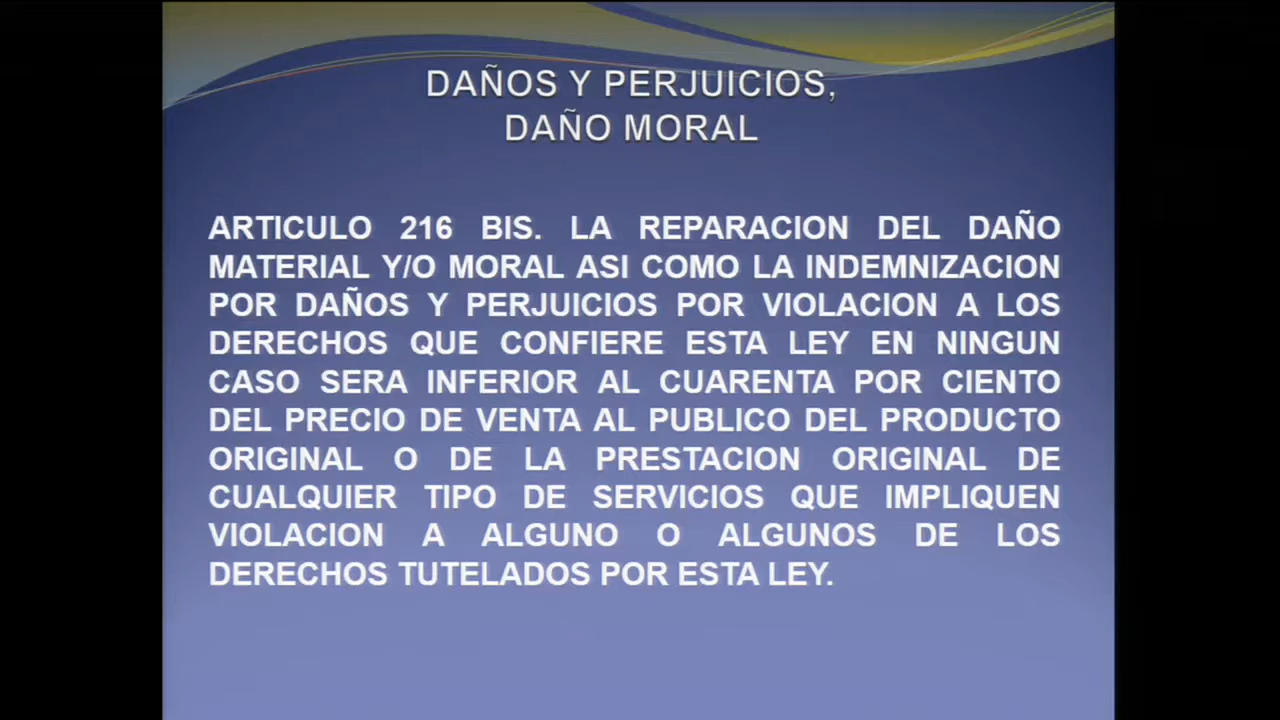 DAÑOS Y PERJUICIOS,
DAÑO MORAL
ARTICULO 216 BIS. LA REPARACION DEL DAÑO
MATERIAL Y/O MORAL ASI COMO LA INDEMNIZACION
POR DAÑOS Y PERJUICIOS POR VIOLACION A LOS
DERECHOS QUE CONFIERE ESTA LEY EN NINGUN
CASO SERA INFERIOR AL CUARENTA POR CIENTO
DEL PRECIO DE VENTA AL PUBLICO DEL PRODUCTO
ORIGINAL O DE LA PRESTACION ORIGINAL DE
CUALQUIER TIPO DE SERVICIOS QUE IMPLIQUEN
VIOLACION A ALGUNO O ALGUNOS DE LOS
DERECHOS TUTELADOS POR ESTA LEY.